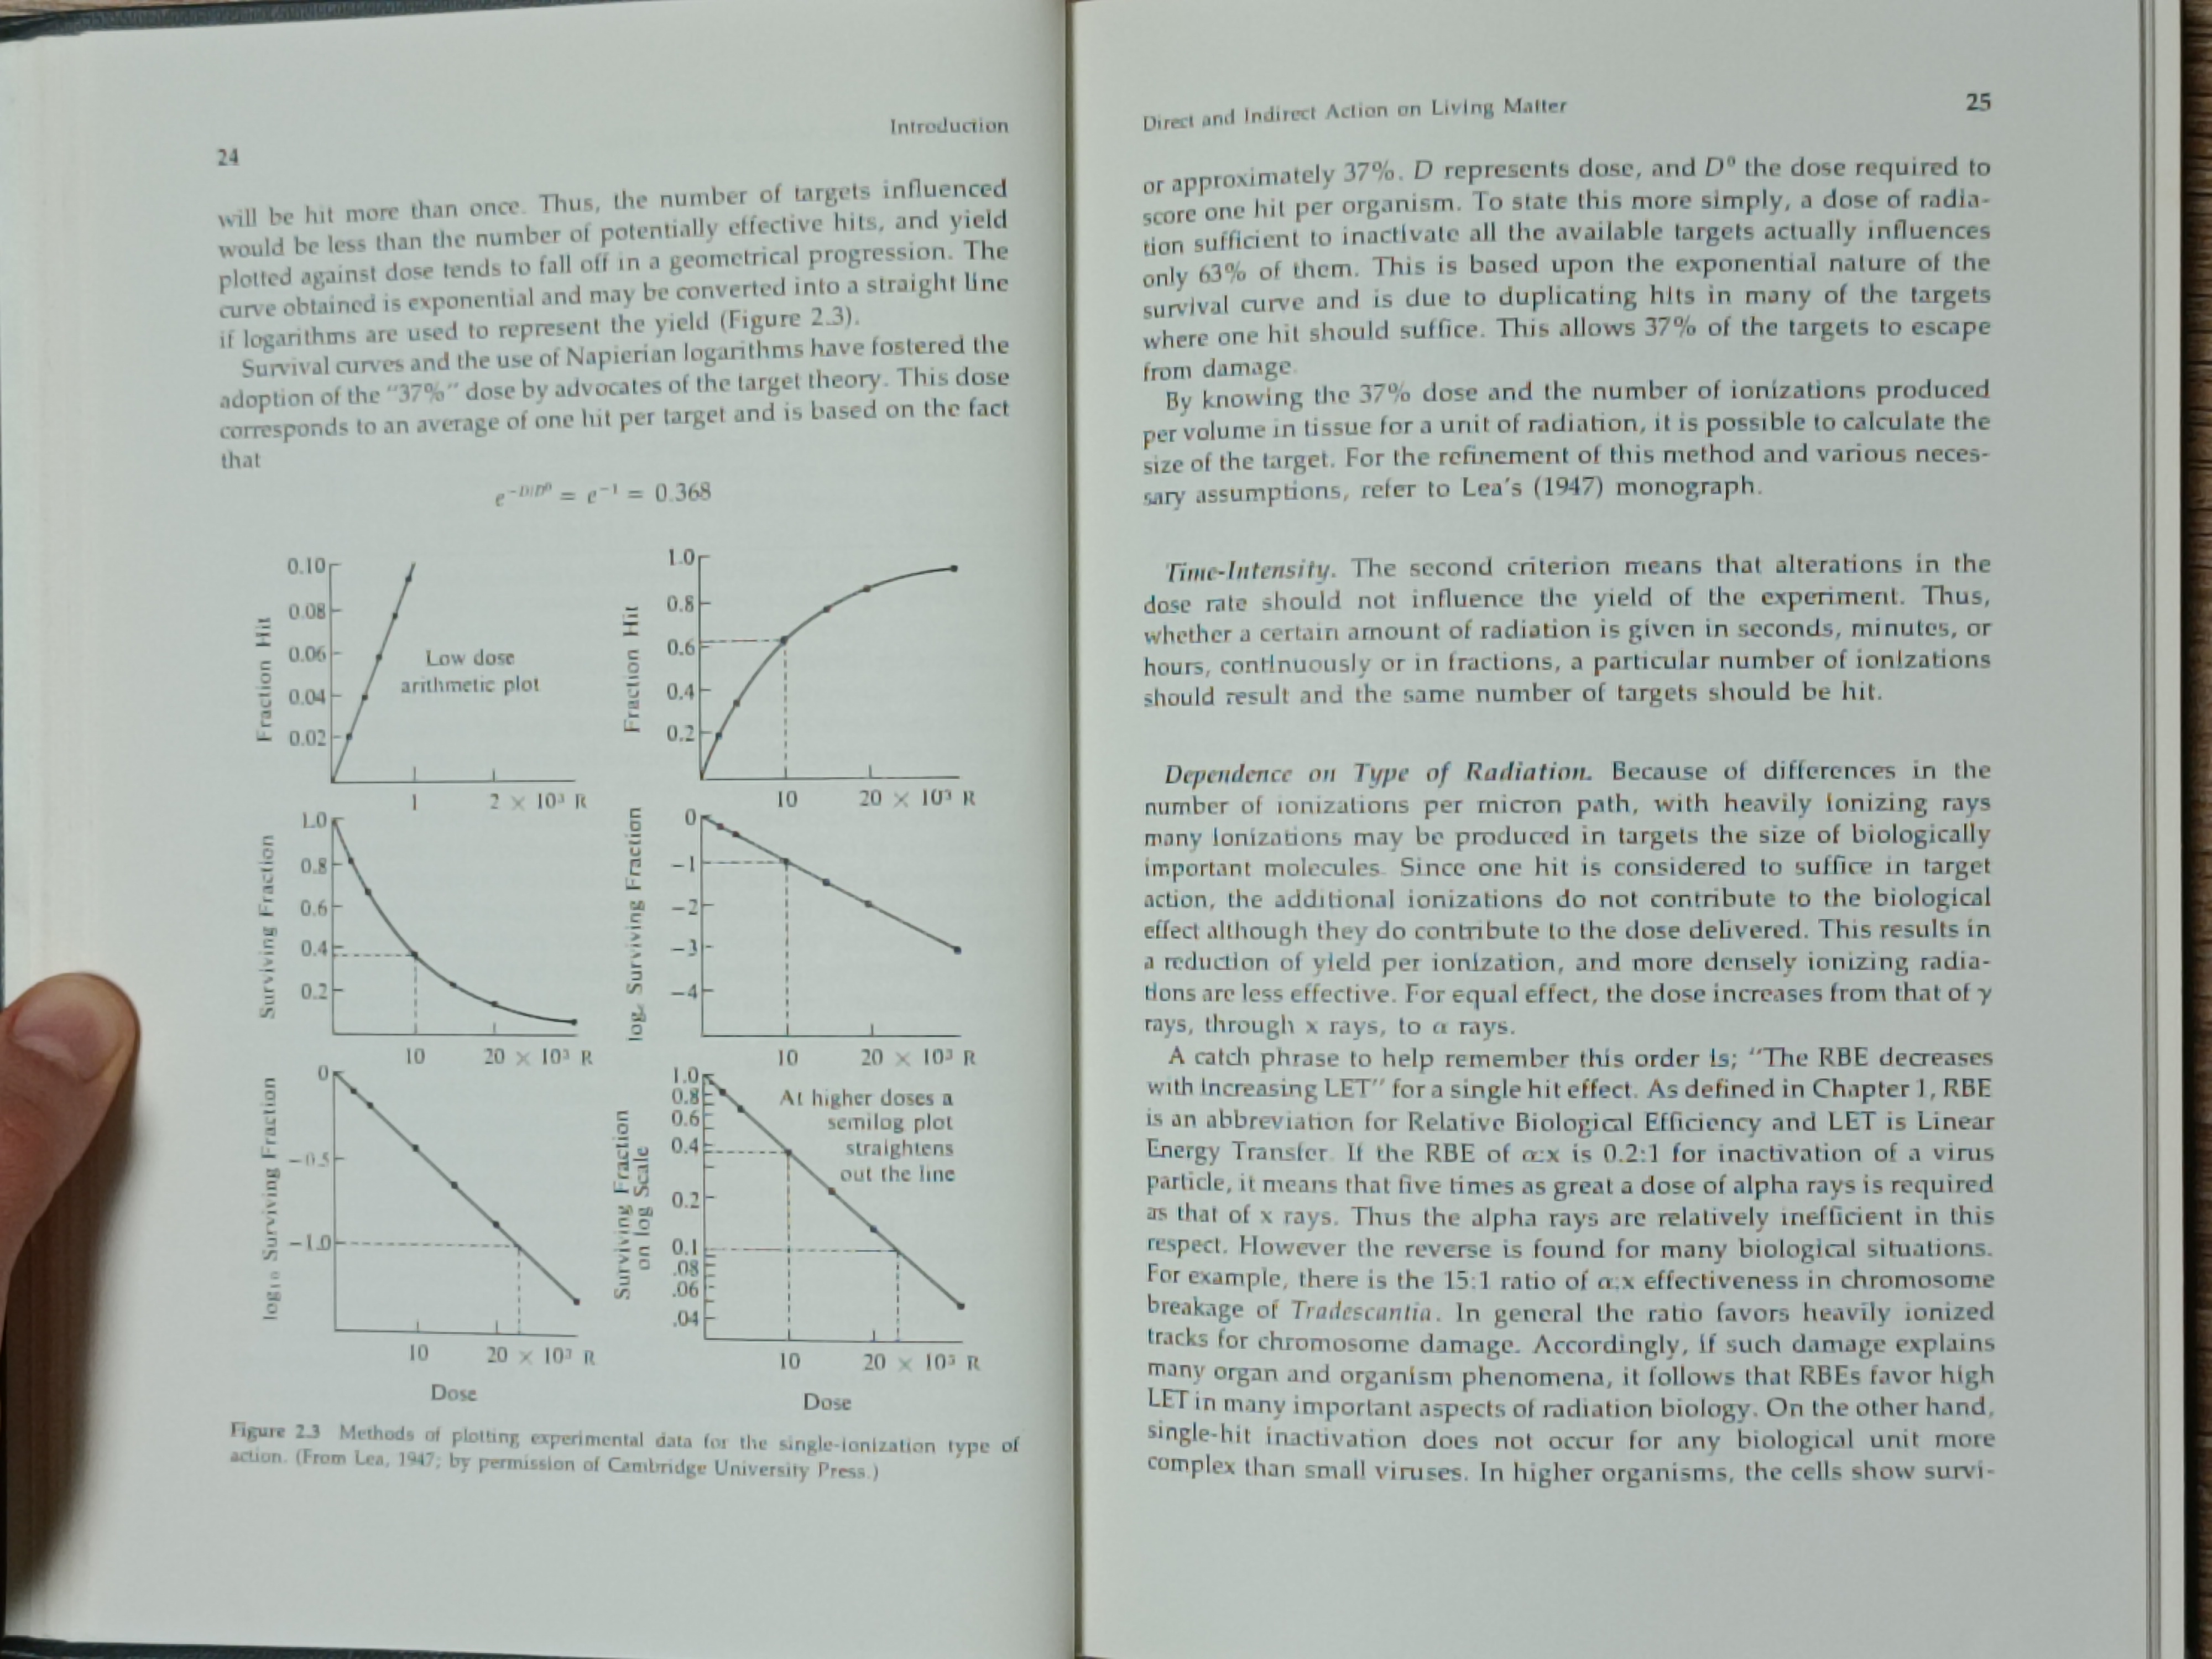 Introduction
24
will be hit more than once. Thus, the number of targets influenced
would be less than the number of potentially effective hits, and yield
plotted against dose tends to fall off in a geometrical progression. The
curve obtained is exponential and may be converted into a straight line
if logarithms are used to represent the yield (Figure 2.3).
Survival curves and the use of Napierian logarithms have fostered the
adoption of the "37%" dose by advocates of the target theory. This dose
corresponds to an average of one hit per target and is based on the fact
that
e^{-D/D^0} = e^{-1} = 0.368
Fraction Hit
0.10
0.08
0.06
0.04
0.02
Low dose
arithmetic plot
1 2 × 10³ R
Fraction Hit
1.0
0.8
0.6
0.4
0.2
10 20 × 10³ R
Surviving Fraction
1.0
0.8
0.6
0.4
0.2
10 20 × 10³ R
logₑ Surviving Fraction
0
−1
−2
−3
−4
10 20 × 10³ R
log₁₀ Surviving Fraction
0
−0.5
−1.0
10 20 × 10³ R
Dose
Surviving Fraction
on log Scale
1.0
0.8
0.6
0.4
0.2
0.1
.08
.06
.04
At higher doses a
semilog plot
straightens
out the line
10 20 × 10³ R
Dose
Figure 2.3 Methods of plotting experimental data for the single-ionization type of
action. (From Lea, 1947; by permission of Cambridge University Press.)
Direct and Indirect Action on Living Matter
25
or approximately 37%. D represents dose, and D⁰ the dose required to
score one hit per organism. To state this more simply, a dose of radia-
tion sufficient to inactivate all the available targets actually influences
only 63% of them. This is based upon the exponential nature of the
survival curve and is due to duplicating hits in many of the targets
where one hit should suffice. This allows 37% of the targets to escape
from damage.
By knowing the 37% dose and the number of ionizations produced
per volume in tissue for a unit of radiation, it is possible to calculate the
size of the target. For the refinement of this method and various neces-
sary assumptions, refer to Lea's (1947) monograph.
Time-Intensity. The second criterion means that alterations in the
dose rate should not influence the yield of the experiment. Thus,
whether a certain amount of radiation is given in seconds, minutes, or
hours, continuously or in fractions, a particular number of ionizations
should result and the same number of targets should be hit.
Dependence on Type of Radiation. Because of differences in the
number of ionizations per micron path, with heavily ionizing rays
many ionizations may be produced in targets the size of biologically
important molecules. Since one hit is considered to suffice in target
action, the additional ionizations do not contribute to the biological
effect although they do contribute to the dose delivered. This results in
a reduction of yield per ionization, and more densely ionizing radia-
tions are less effective. For equal effect, the dose increases from that of γ
rays, through x rays, to α rays.
A catch phrase to help remember this order is; "The RBE decreases
with increasing LET" for a single hit effect. As defined in Chapter 1, RBE
is an abbreviation for Relative Biological Efficiency and LET is Linear
Energy Transfer. If the RBE of α:x is 0.2:1 for inactivation of a virus
particle, it means that five times as great a dose of alpha rays is required
as that of x rays. Thus the alpha rays are relatively inefficient in this
respect. However the reverse is found for many biological situations.
For example, there is the 15:1 ratio of α:x effectiveness in chromosome
breakage of Tradescantia. In general the ratio favors heavily ionized
tracks for chromosome damage. Accordingly, if such damage explains
many organ and organism phenomena, it follows that RBEs favor high
LET in many important aspects of radiation biology. On the other hand,
single-hit inactivation does not occur for any biological unit more
complex than small viruses. In higher organisms, the cells show survi-